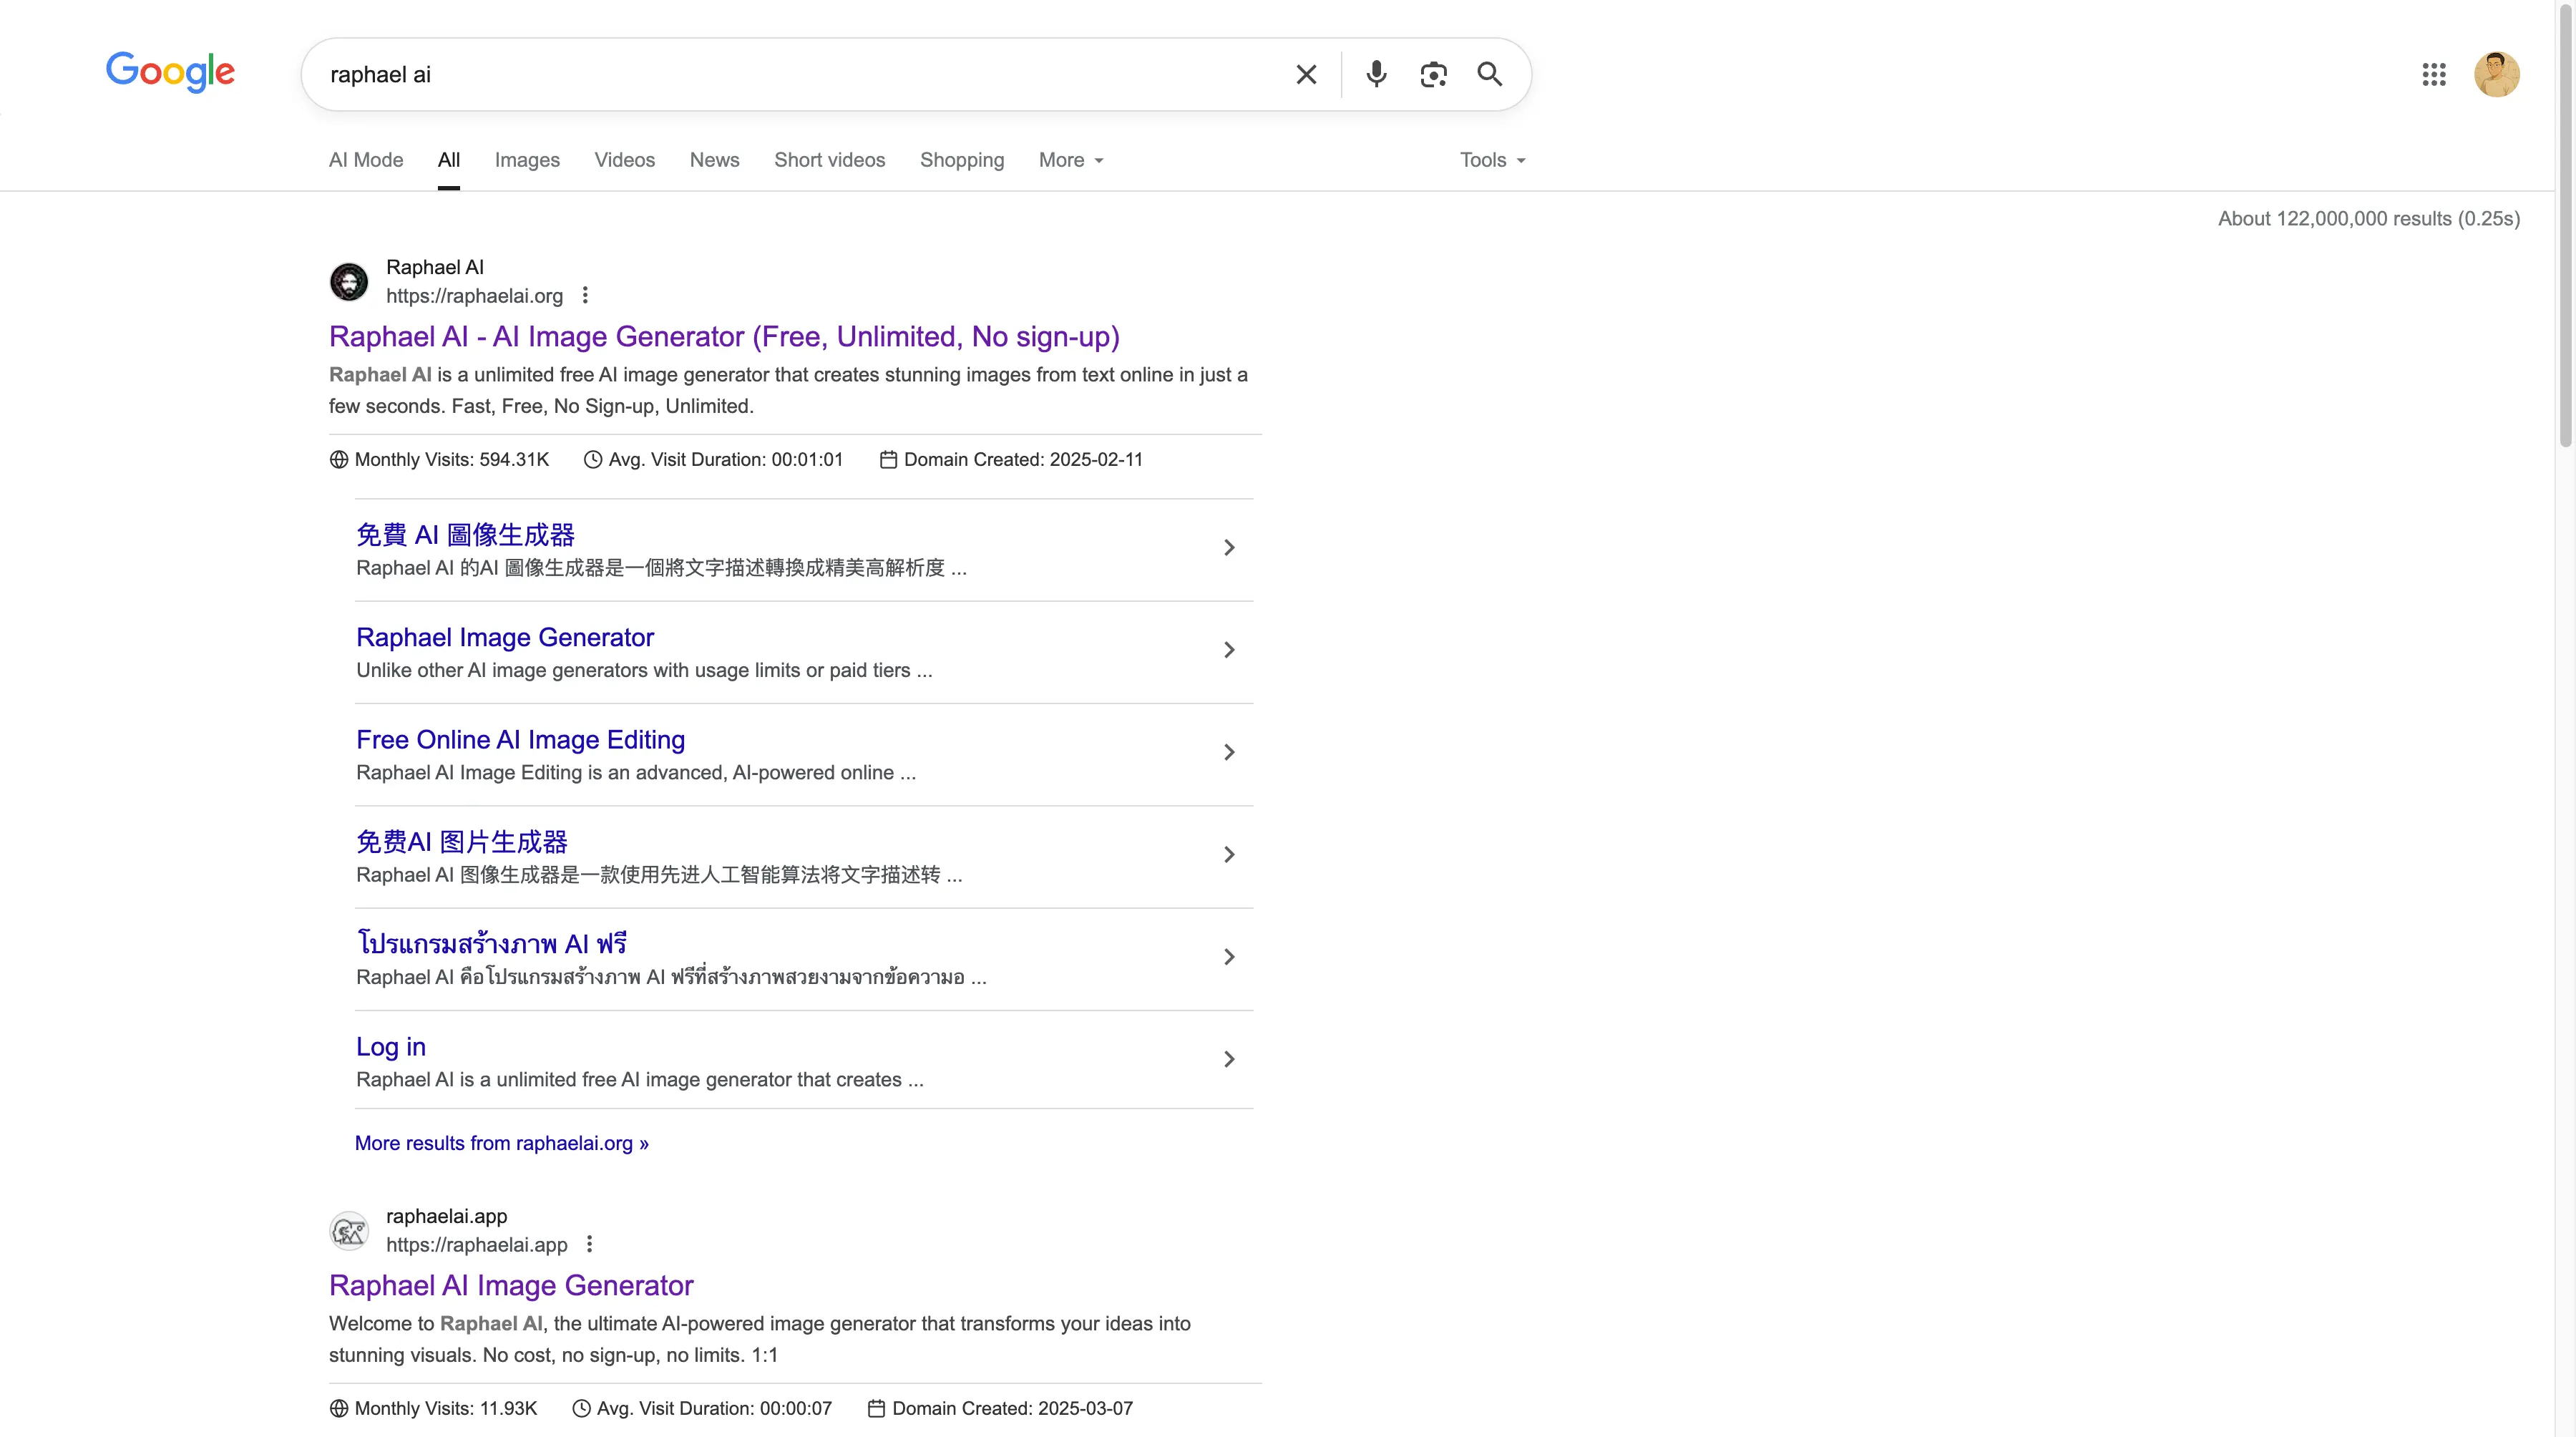 Google
raphael ai
AI Mode
All
Images
Videos
News
Short videos
Shopping
More
Tools
About 122,000,000 results (0.25s)
Raphael AI
https://raphaelai.org
Raphael AI - AI Image Generator (Free, Unlimited, No sign-up)
Raphael AI is a unlimited free AI image generator that creates stunning images from text online in just a
few seconds. Fast, Free, No Sign-up, Unlimited.
Monthly Visits: 594.31K
Avg. Visit Duration: 00:01:01
Domain Created: 2025-02-11
免費 AI 圖像生成器
Raphael AI 的AI 圖像生成器是一個將文字描述轉換成精美高解析度 ...
Raphael Image Generator
Unlike other AI image generators with usage limits or paid tiers ...
Free Online AI Image Editing
Raphael AI Image Editing is an advanced, AI-powered online ...
免费AI 图片生成器
Raphael AI 图像生成器是一款使用先进人工智能算法将文字描述转 ...
โปรแกรมสร้างภาพ AI ฟรี
Raphael AI คือโปรแกรมสร้างภาพ AI ฟรีที่สร้างภาพสวยงามจากข้อความอ ...
Log in
Raphael AI is a unlimited free AI image generator that creates ...
More results from raphaelai.org »
raphaelai.app
https://raphaelai.app
Raphael AI Image Generator
Welcome to Raphael AI, the ultimate AI-powered image generator that transforms your ideas into
stunning visuals. No cost, no sign-up, no limits. 1:1
Monthly Visits: 11.93K
Avg. Visit Duration: 00:00:07
Domain Created: 2025-03-07